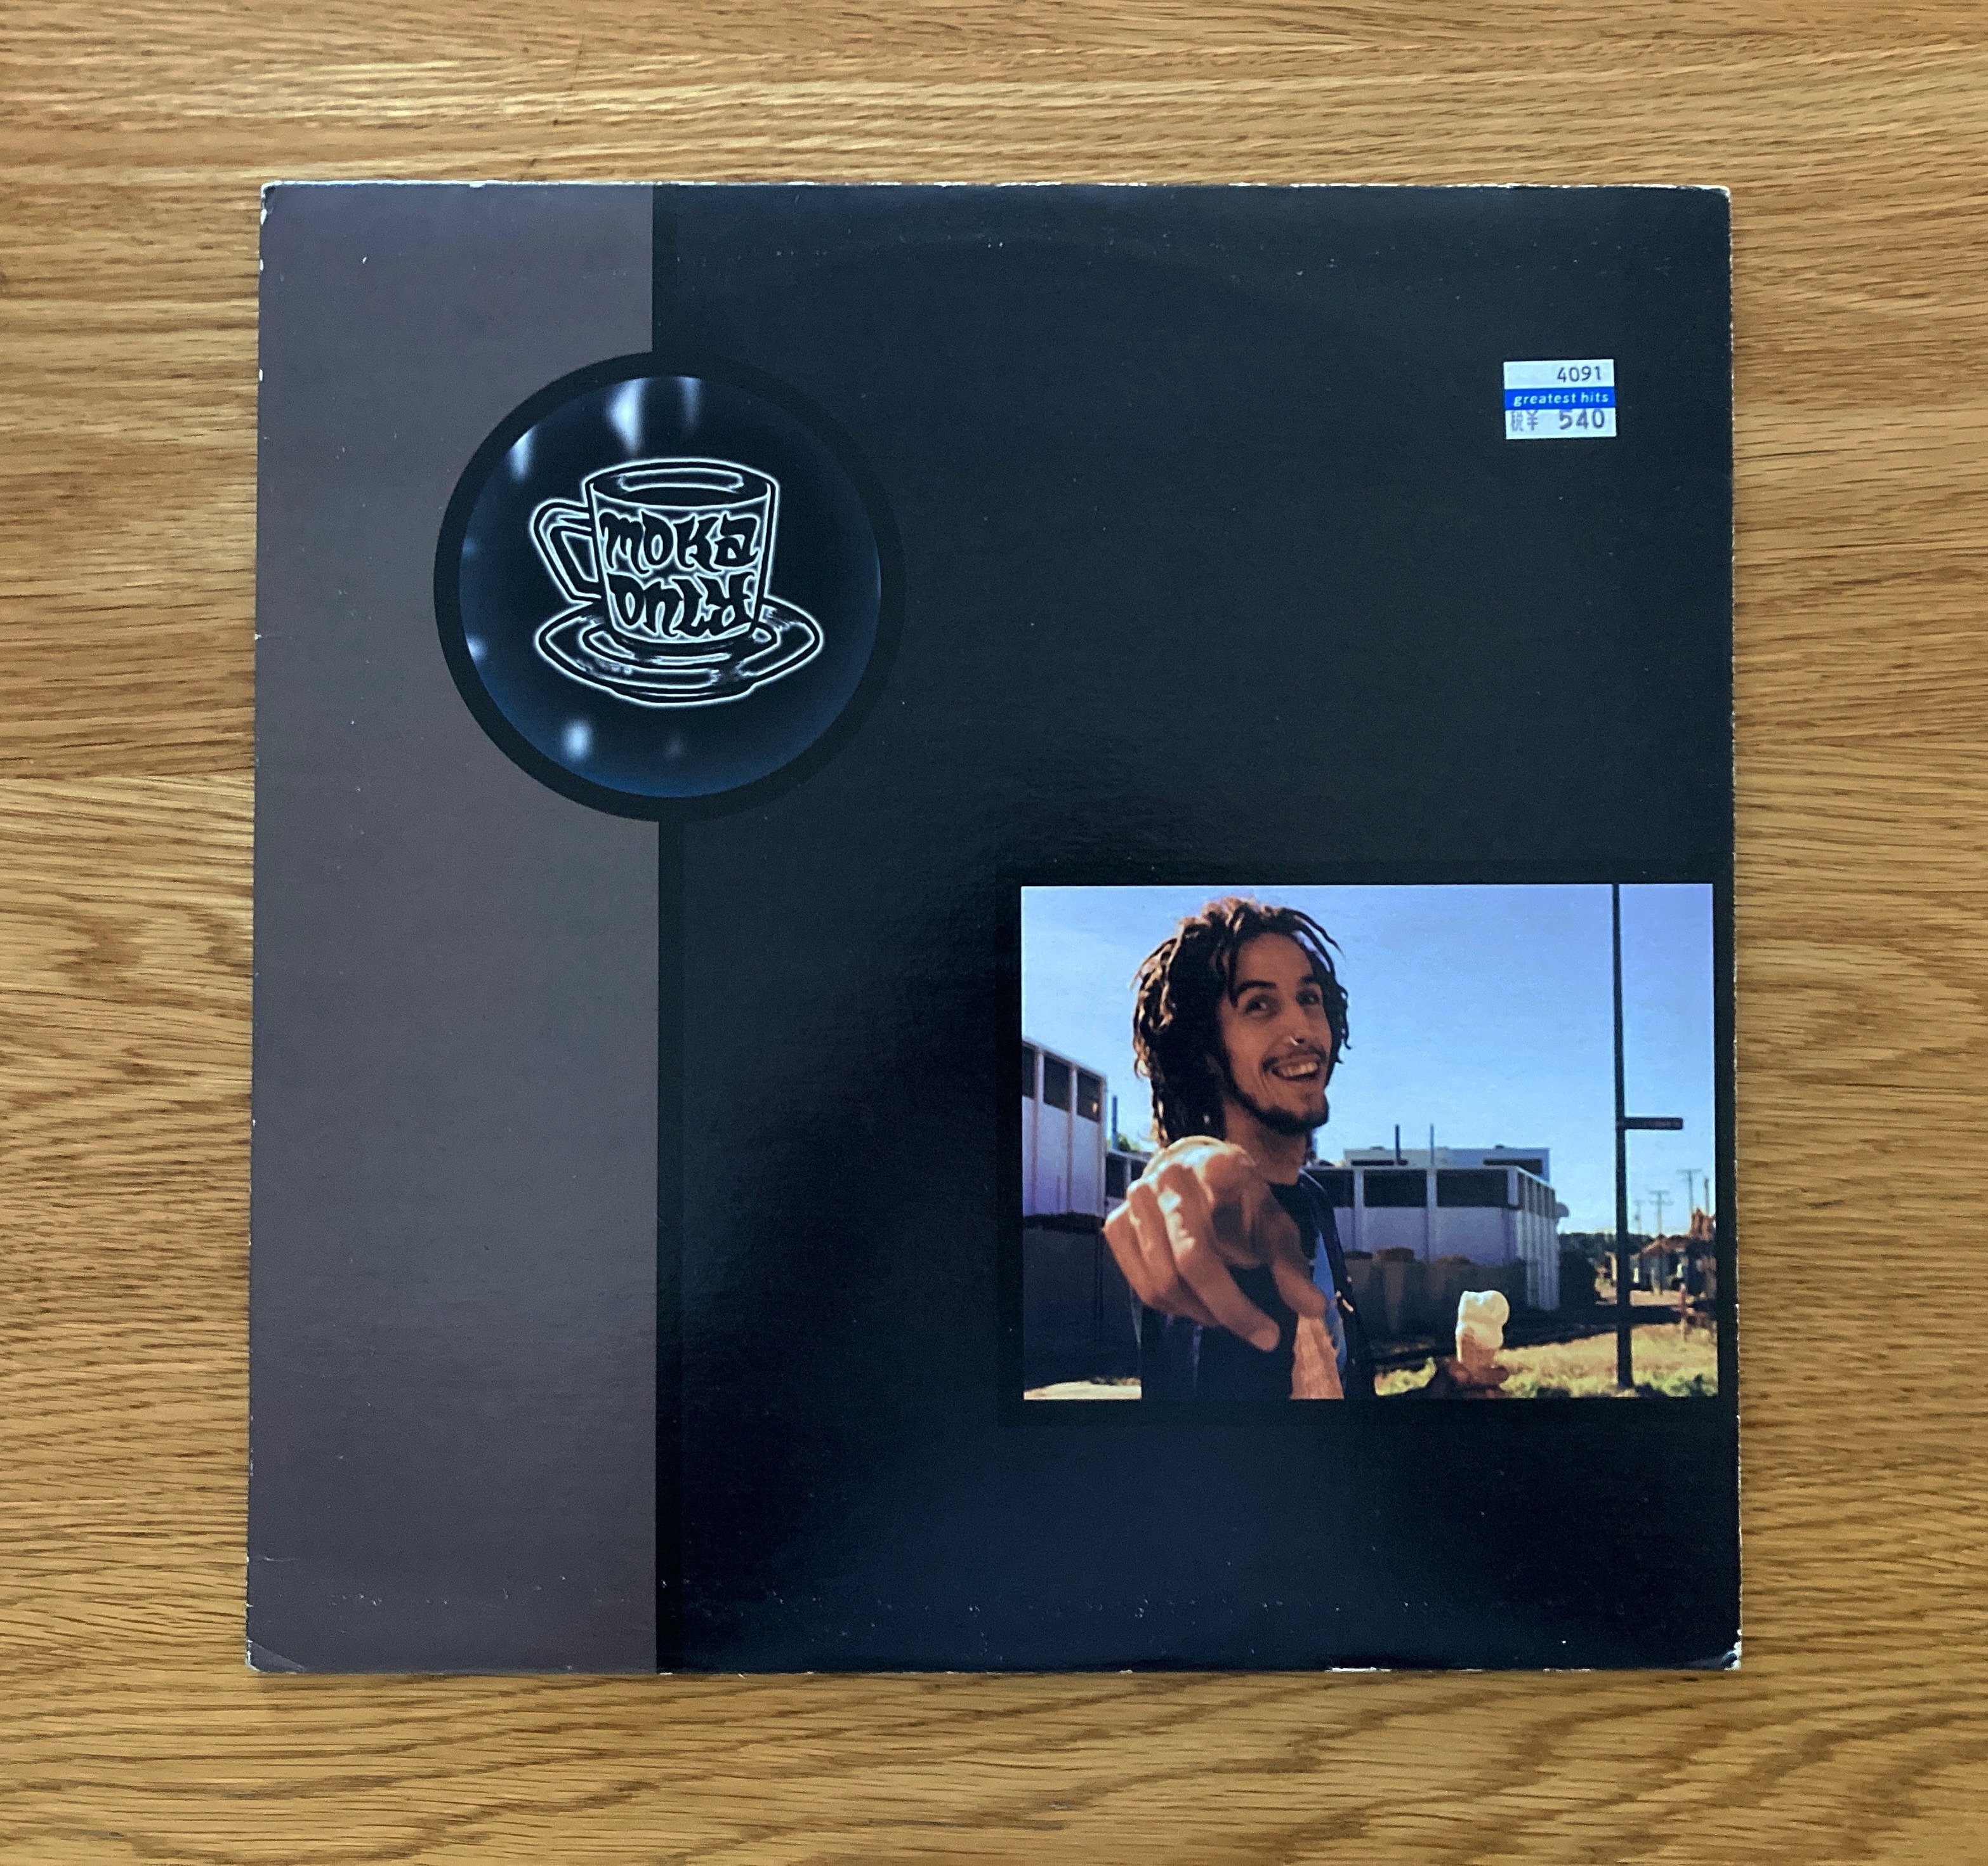 MOKA
ONLY
4091
greatest hits
税¥ 540